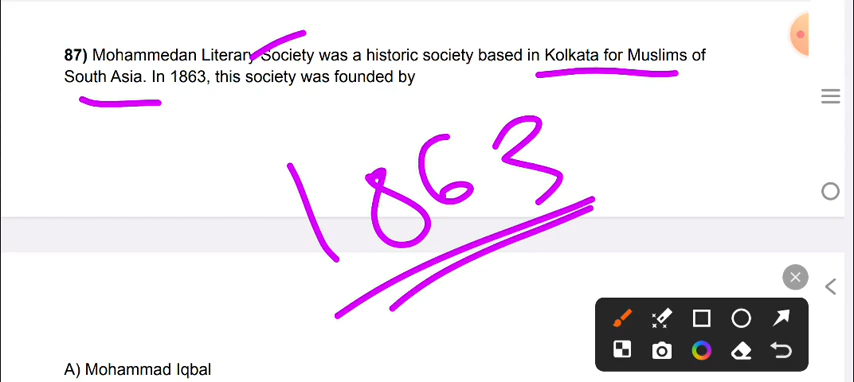 87) Mohammedan Literary Society was a historic society based in Kolkata for Muslims of
South Asia. In 1863, this society was founded by
1863
A) Mohammad Iqbal